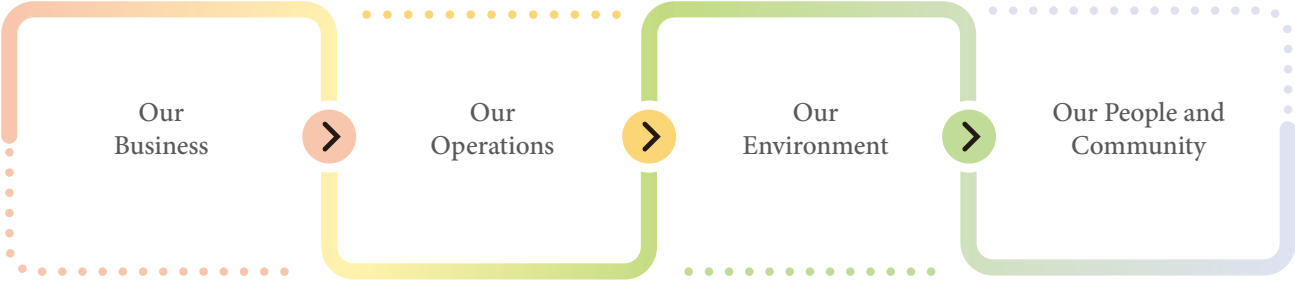 Our
Business
Our
Operations
Our
Environment
Our People and
Community